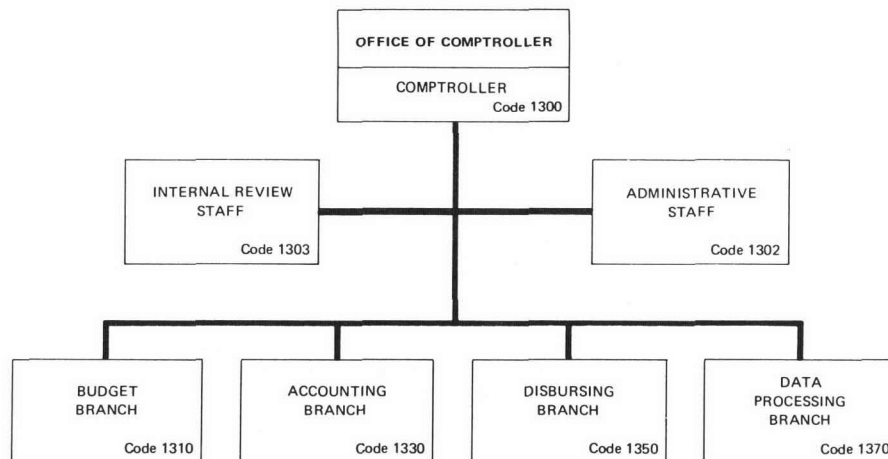 OFFICE OF COMPTROLLER
COMPTROLLER
Code 1300
INTERNAL REVIEW
STAFF
Code 1303
ADMINISTRATIVE
STAFF
Code 1302
BUDGET
BRANCH
Code 1310
ACCOUNTING
BRANCH
Code 1330
DISBURSING
BRANCH
Code 1350
DATA
PROCESSING
BRANCH
Code 1370